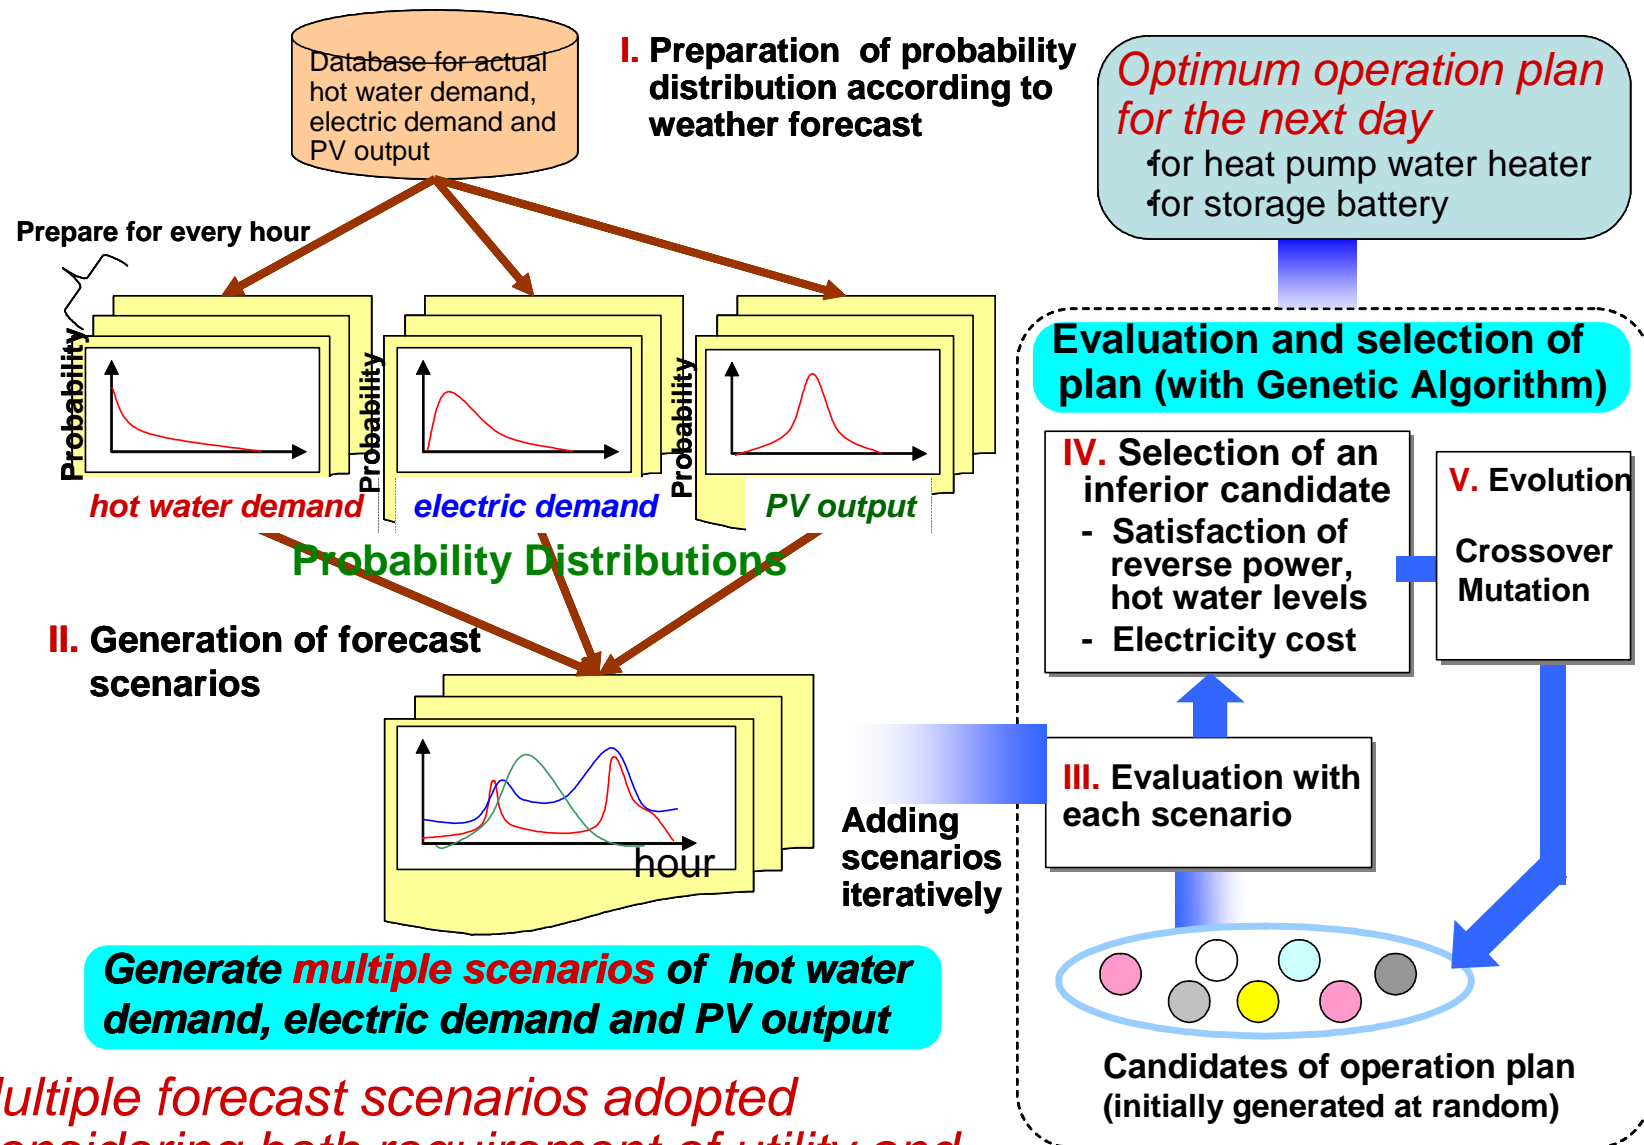 Database for actual
hot water demand,
electric demand and
PV output
I. Preparation of probability
distribution according to
weather forecast
Optimum operation plan
for the next day
·for heat pump water heater
·for storage battery
Prepare for every hour
Probability
Probability
Probability
hot water demand
electric demand
PV output
Probability Distributions
Evaluation and selection of
plan (with Genetic Algorithm)
IV. Selection of an
inferior candidate
- Satisfaction of
reverse power,
hot water levels
- Electricity cost
V. Evolution
Crossover
Mutation
II. Generation of forecast
scenarios
hour
Adding
scenarios
iteratively
III. Evaluation with
each scenario
Generate multiple scenarios of hot water
demand, electric demand and PV output
Candidates of operation plan
(initially generated at random)
forecast scenarios adopted
both requirement of utility and